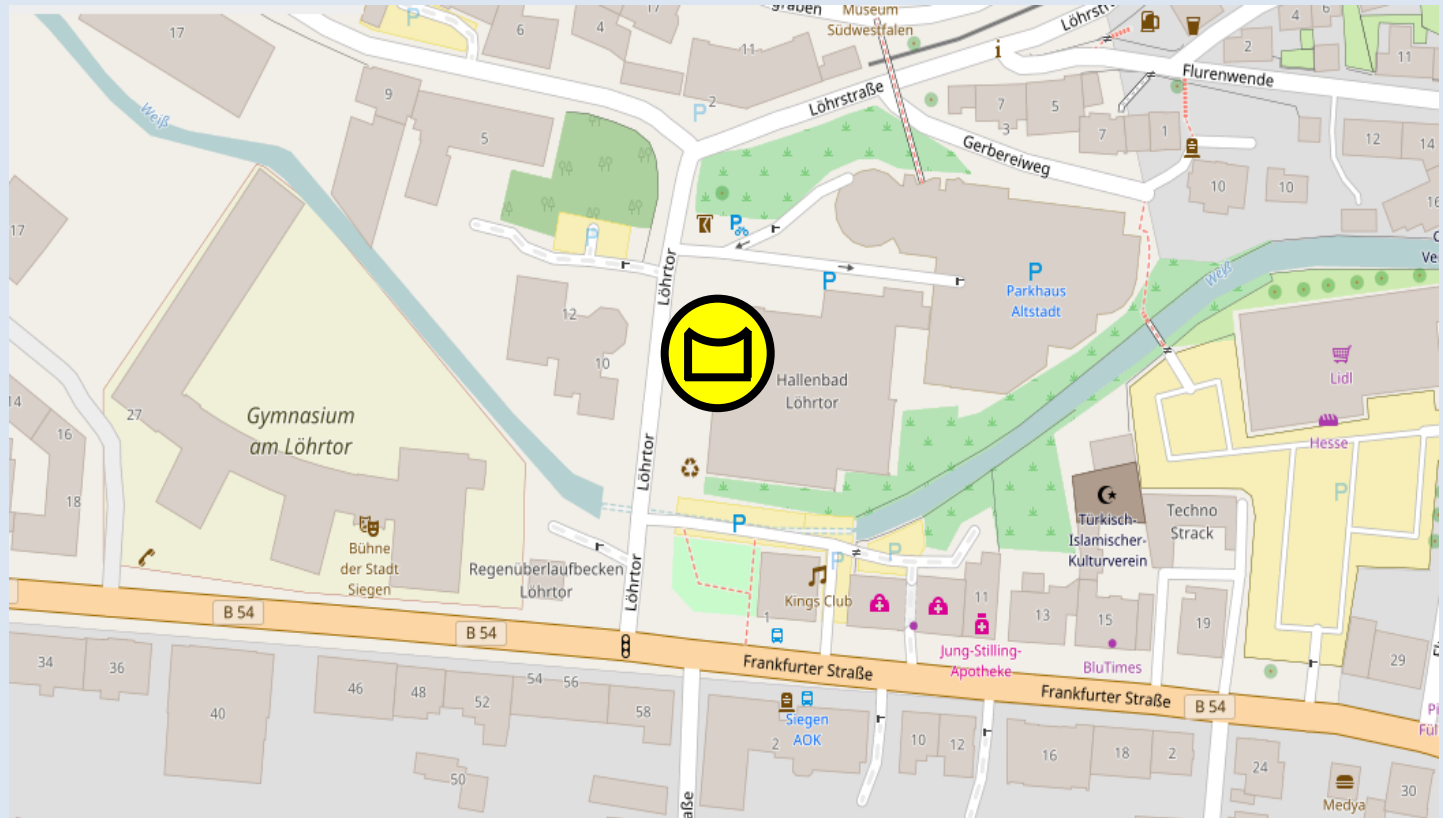 17
P
6
4
17
graben
11
2
P
Museum
Südwestfalen
Löhrstraße
i
4
6
2
11
Flurenwende
Weiß
9
5
7
3
5
7
1
12
14
Gerbereiweg
10
10
16
17
P
P
Löhrtor
P
P
Parkhaus
Altstadt
Weiß
12
10
Hallenbad
Löhrtor
Lidl
Hesse
P
14
16
18
27
Gymnasium
am Löhrtor
Löhrtor
P
P
P
Türkisch-
Islamischer-
Kulturverein
Techno
Strack
Bühne
der Stadt
Siegen
Regenüberlaufbecken
Löhrtor
Löhrtor
Kings Club
1
11
13
15
19
29
Jung-Stilling-
Apotheke
BluTimes
B 54
B 54
Frankfurter Straße
Frankfurter Straße
B 54
34
36
40
46
48
52
54
56
58
50
Siegen
AOK
2
10
12
16
18
2
24
30
Medya